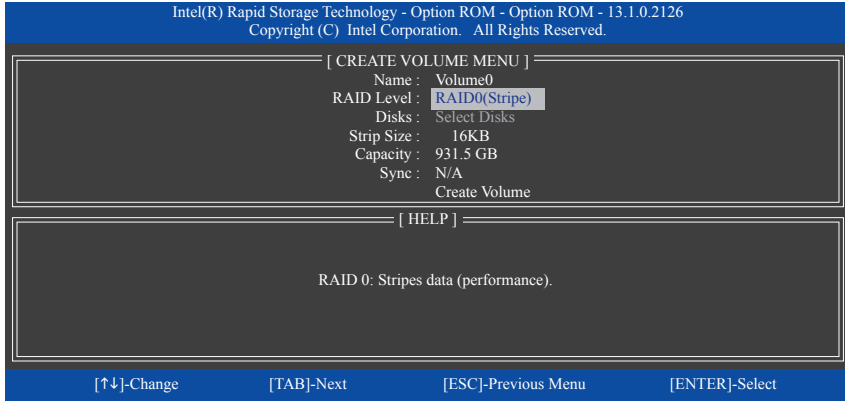 Intel(R) Rapid Storage Technology - Option ROM - Option ROM - 13.1.0.2126
Copyright (C) Intel Corporation. All Rights Reserved.
[ CREATE VOLUME MENU ]
Name : Volume0
RAID Level : RAID0(Stripe)
Disks : Select Disks
Strip Size : 16KB
Capacity : 931.5 GB
Sync : N/A
Create Volume
[ HELP ]
RAID 0: Stripes data (performance).
[↑↓]-Change [TAB]-Next [ESC]-Previous Menu [ENTER]-Select